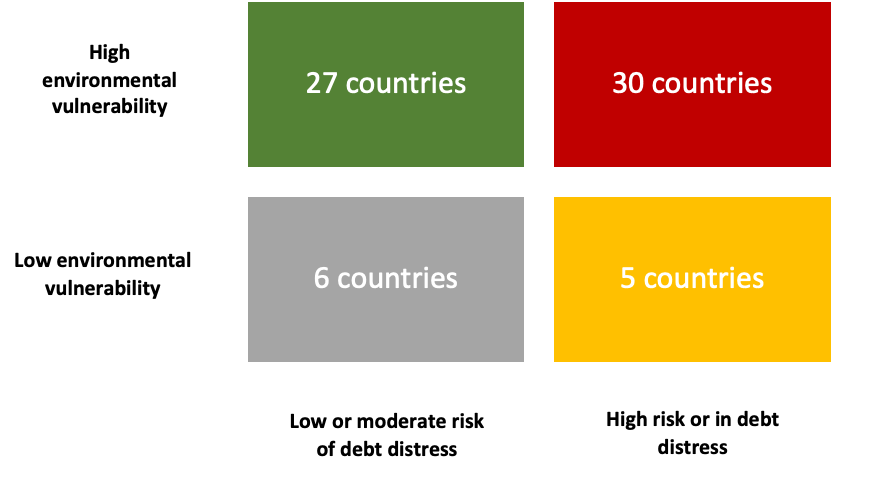 High
environmental
vulnerability
27 countries
30 countries
Low environmental
vulnerability
6 countries
5 countries
Low or moderate risk
of debt distress
High risk or in debt
distress